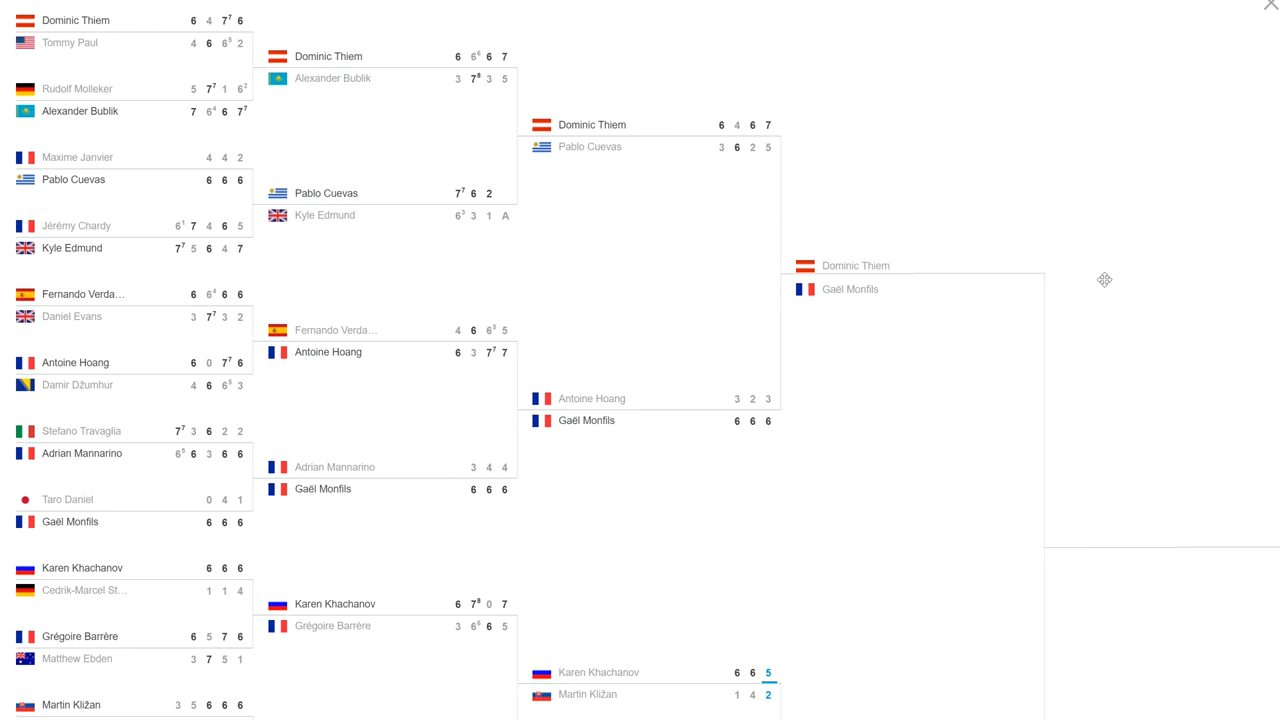 Dominic Thiem 6 4 7⁷ 6
Tommy Paul 4 6 6⁵ 2
Rudolf Molleker 5 7⁷ 1 6²
Alexander Bublik 7 6⁴ 6 7⁷
Maxime Janvier 4 4 2
Pablo Cuevas 6 6 6
Jérémy Chardy 6¹ 7 4 6 5
Kyle Edmund 7⁷ 5 6 4 7
Fernando Verda… 6 6⁴ 6 6
Daniel Evans 3 7⁷ 3 2
Antoine Hoang 6 0 7⁷ 6
Damir Džumhur 4 6 6⁵ 3
Stefano Travaglia 7⁷ 3 6 2 2
Adrian Mannarino 6⁵ 6 3 6 6
Taro Daniel 0 4 1
Gaël Monfils 6 6 6
Karen Khachanov 6 6 6
Cedrik-Marcel St… 1 1 4
Grégoire Barrère 6 5 7 6
Matthew Ebden 3 7 5 1
Martin Kližan 3 5 6 6 6
Dominic Thiem 6 6⁶ 6 7
Alexander Bublik 3 7⁸ 3 5
Pablo Cuevas 7⁷ 6 2
Kyle Edmund 6³ 3 1 A
Fernando Verda… 4 6 6⁵ 5
Antoine Hoang 6 3 7⁷ 7
Adrian Mannarino 3 4 4
Gaël Monfils 6 6 6
Karen Khachanov 6 7⁸ 0 7
Grégoire Barrère 3 6⁶ 6 5
Dominic Thiem 6 4 6 7
Pablo Cuevas 3 6 2 5
Antoine Hoang 3 2 3
Gaël Monfils 6 6 6
Karen Khachanov 6 6 5
Martin Kližan 1 4 2
Dominic Thiem
Gaël Monfils